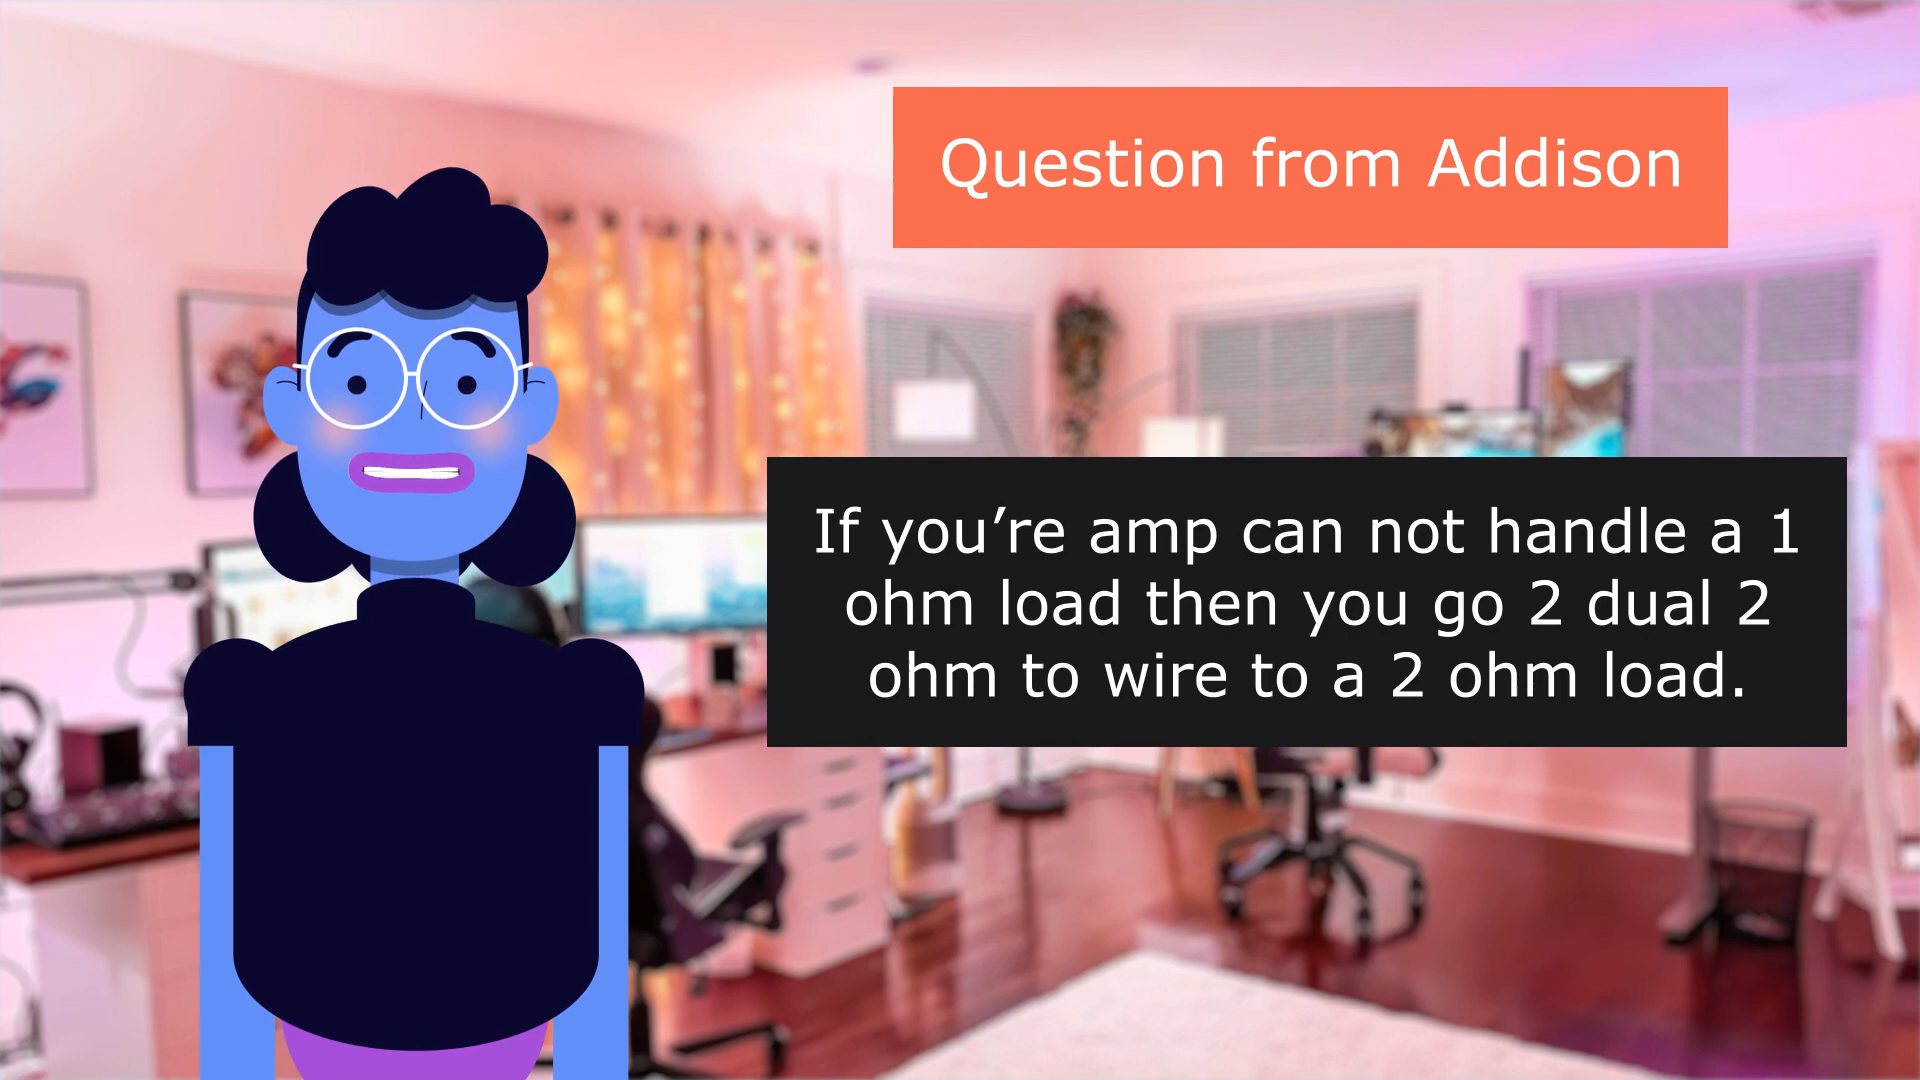 Question from Addison
If you’re amp can not handle a 1
ohm load then you go 2 dual 2
ohm to wire to a 2 ohm load.